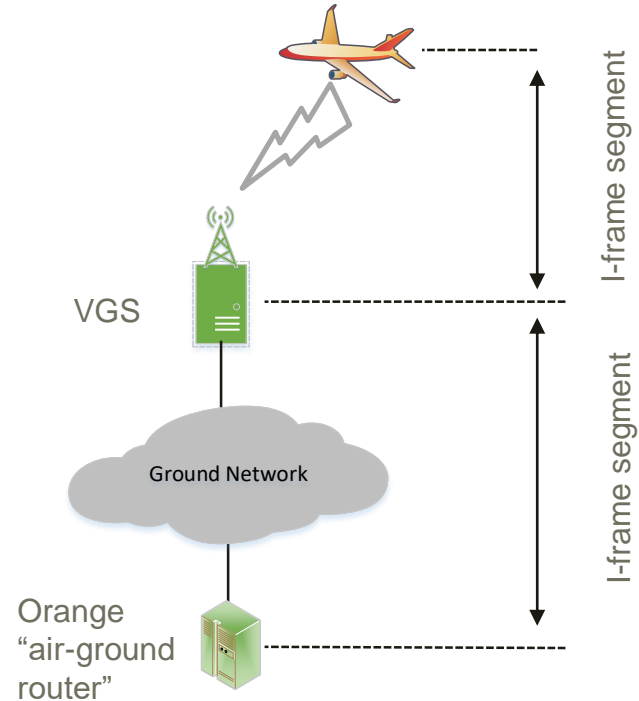 I-frame segment
VGS
I-frame segment
Ground Network
Orange
“air-ground
router”